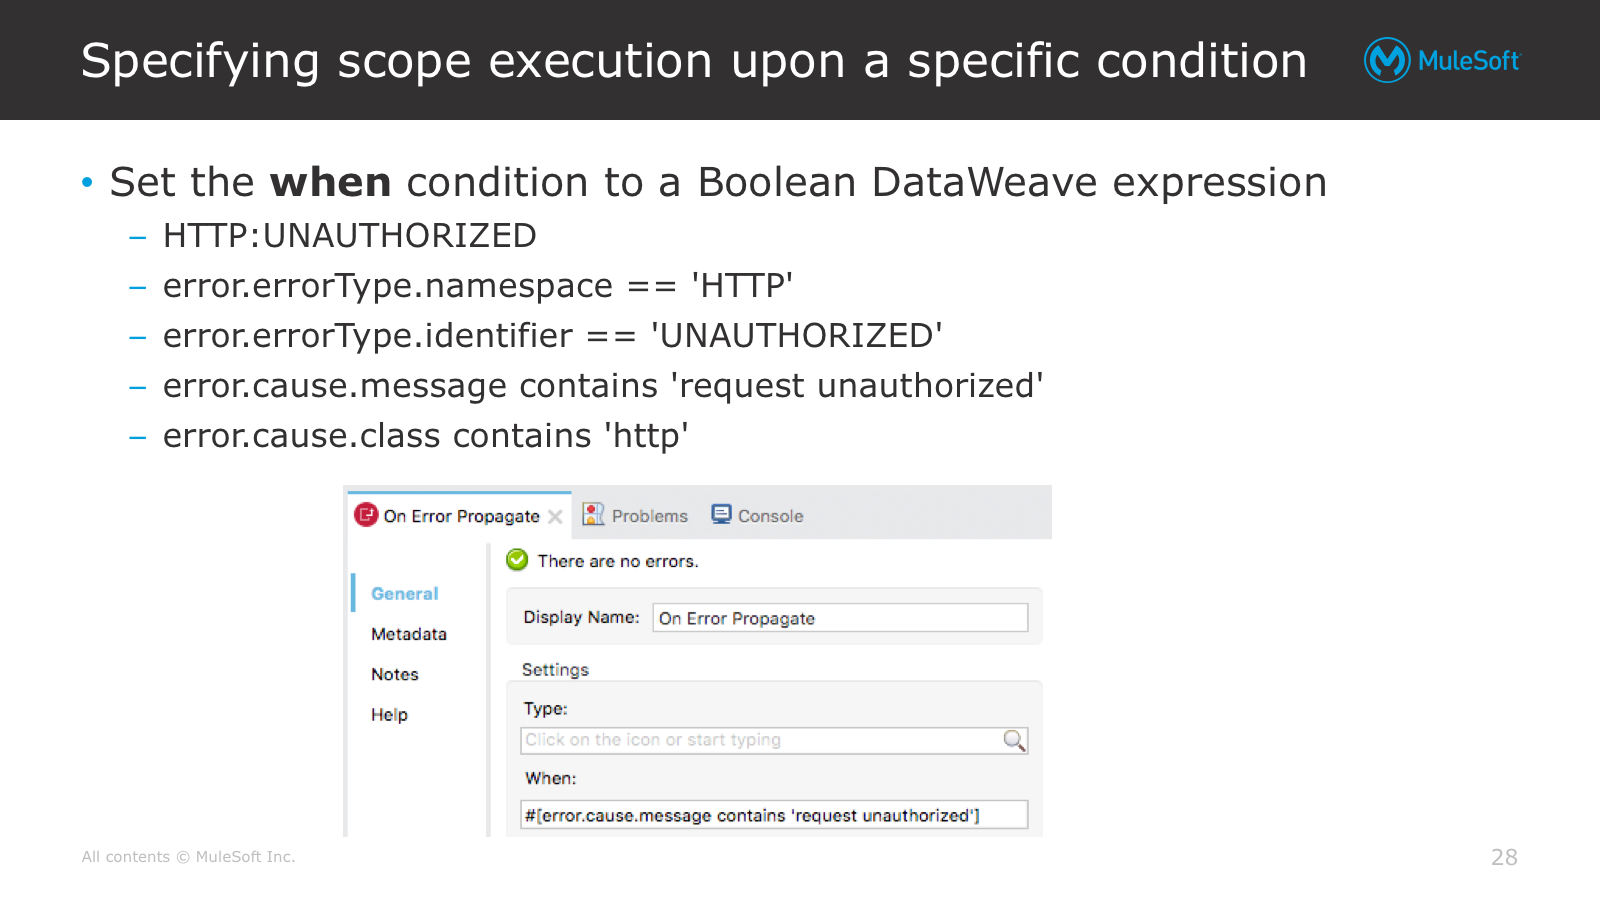 Specifying scope execution upon a specific condition
MuleSoft
• Set the when condition to a Boolean DataWeave expression
– HTTP:UNAUTHORIZED
– error.errorType.namespace == 'HTTP'
– error.errorType.identifier == 'UNAUTHORIZED'
– error.cause.message contains 'request unauthorized'
– error.cause.class contains 'http'
On Error Propagate
Problems
Console
There are no errors.
General
Metadata
Notes
Help
Display Name: On Error Propagate
Settings
Type:
Click on the icon or start typing
When:
#[error.cause.message contains 'request unauthorized']
All contents © MuleSoft Inc.
28